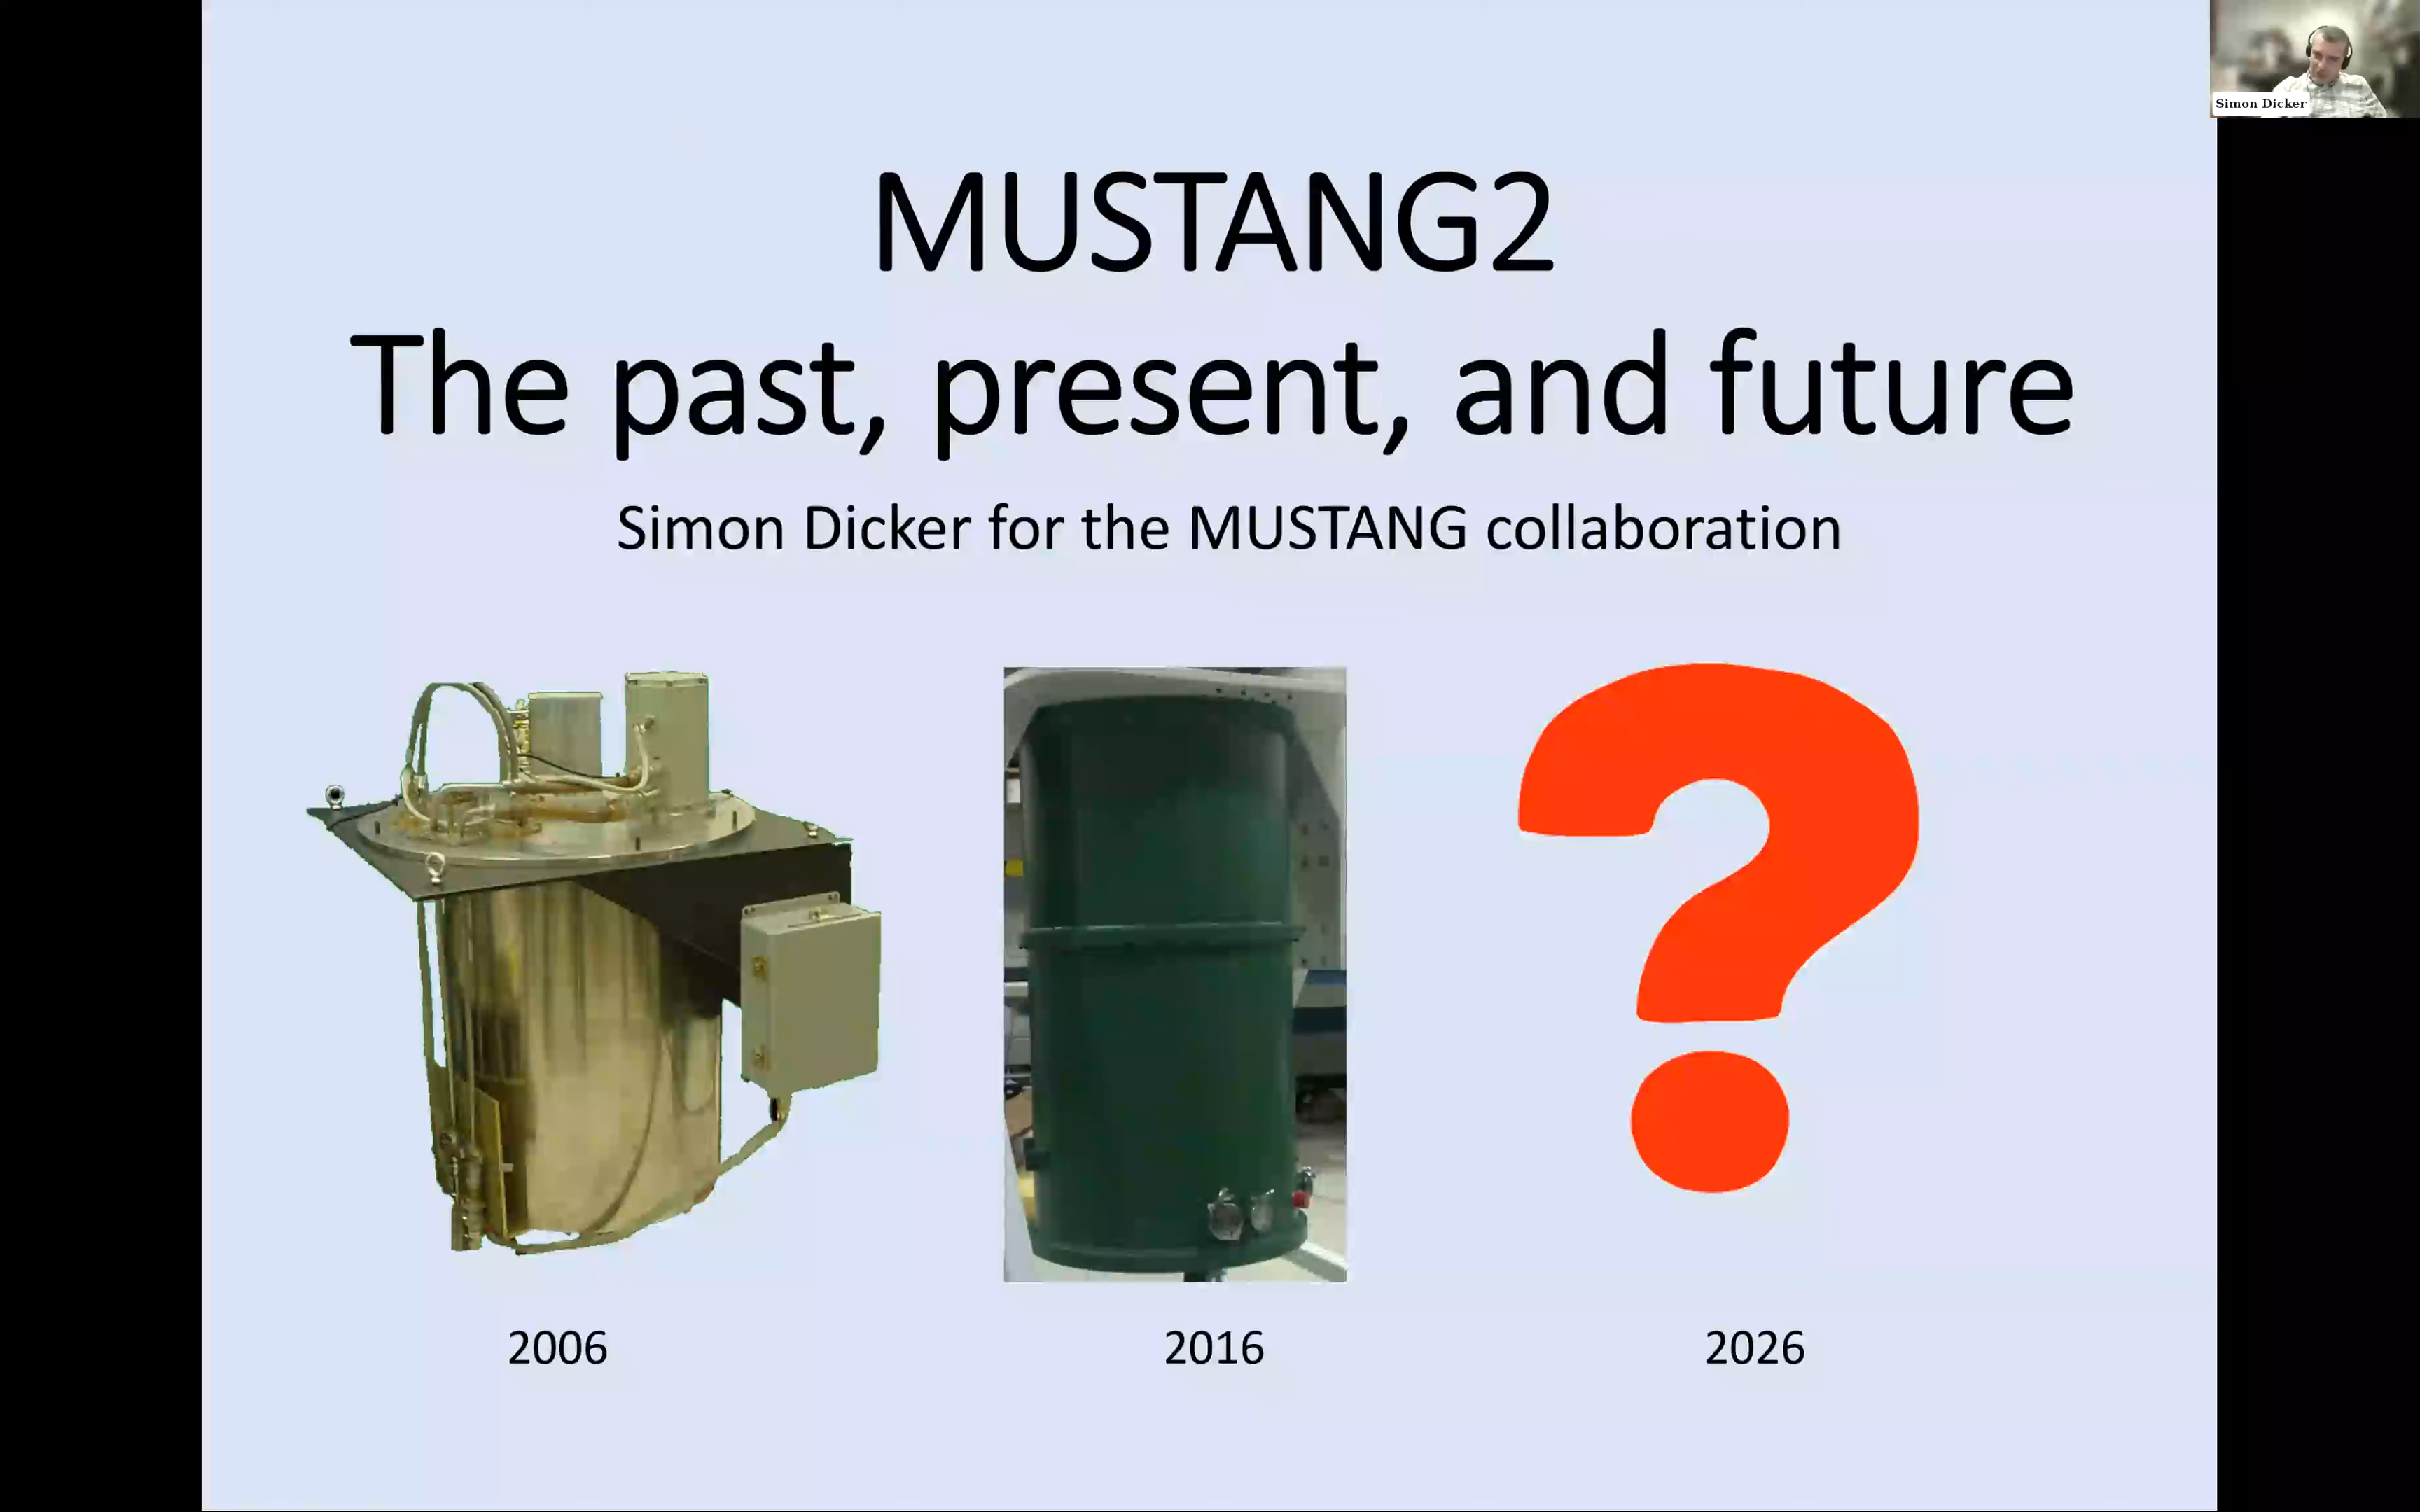 MUSTANG2
The past, present, and future
Simon Dicker for the MUSTANG collaboration
2006
2016
2026
Simon Dicker